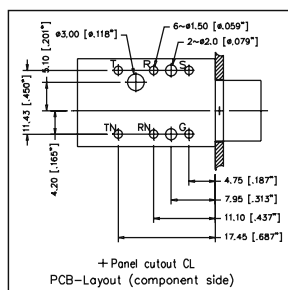 6-ø1.50 [ø.059"]
ø3.00 [ø.118"]
2-ø2.0 [ø.079"]
T R S
5.10 [.201"]
11.43 [.450"]
4.20 [.165"]
TN RN G
4.75 [.187"]
7.95 [.313"]
11.10 [.437"]
17.45 [.687"]
+ Panel cutout CL
PCB-Layout (component side)